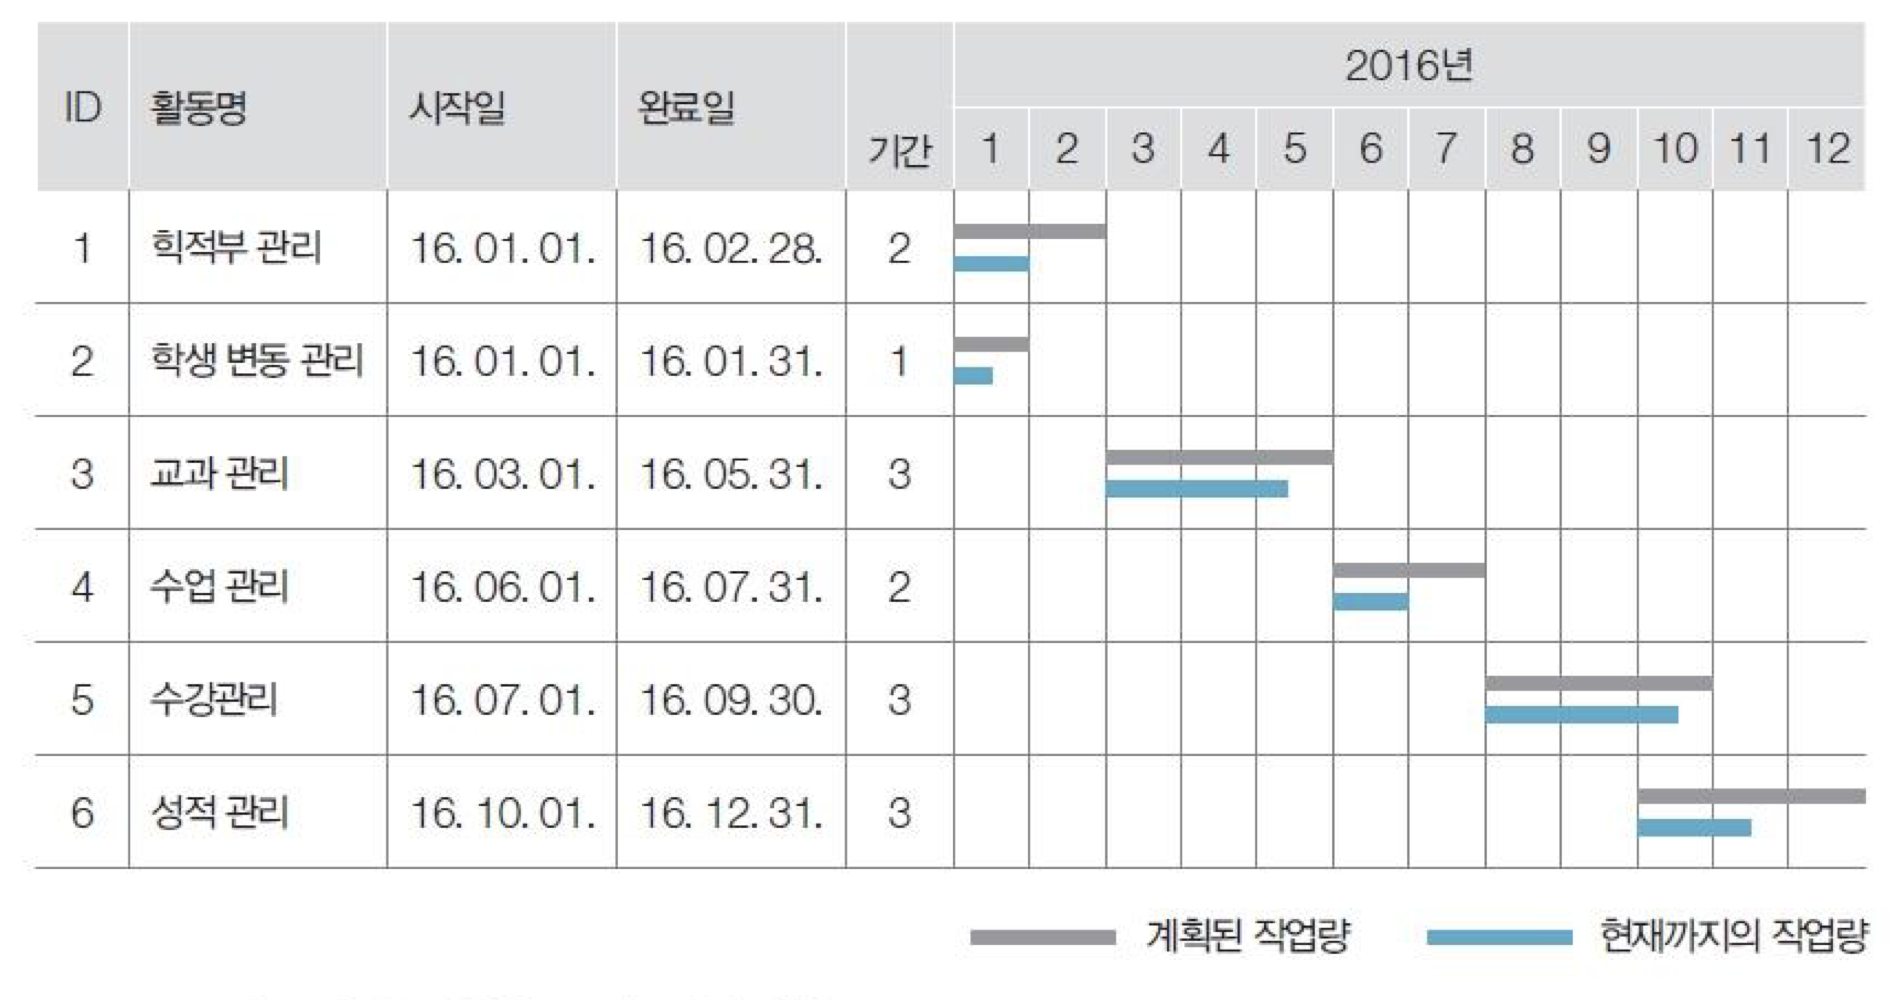 2016년
ID 활동명 시작일 완료일 기간 1 2 3 4 5 6 7 8 9 10 11 12
1 힉적부 관리 16. 01. 01. 16. 02. 28. 2
2 학생 변동 관리 16. 01. 01. 16. 01. 31. 1
3 교과 관리 16. 03. 01. 16. 05. 31. 3
4 수업 관리 16. 06. 01. 16. 07. 31. 2
5 수강관리 16. 07. 01. 16. 09. 30. 3
6 성적 관리 16. 10. 01. 16. 12. 31. 3
계획된 작업량 현재까지의 작업량